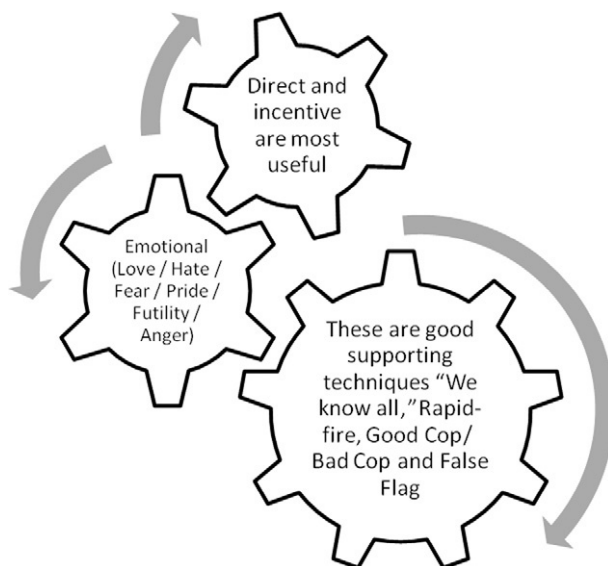 Direct and
incentive
are most
useful
Emotional
(Love / Hate /
Fear / Pride /
Futility /
Anger)
These are good
supporting
techniques “We
know all,”Rapid-
fire, Good Cop/
Bad Cop and False
Flag